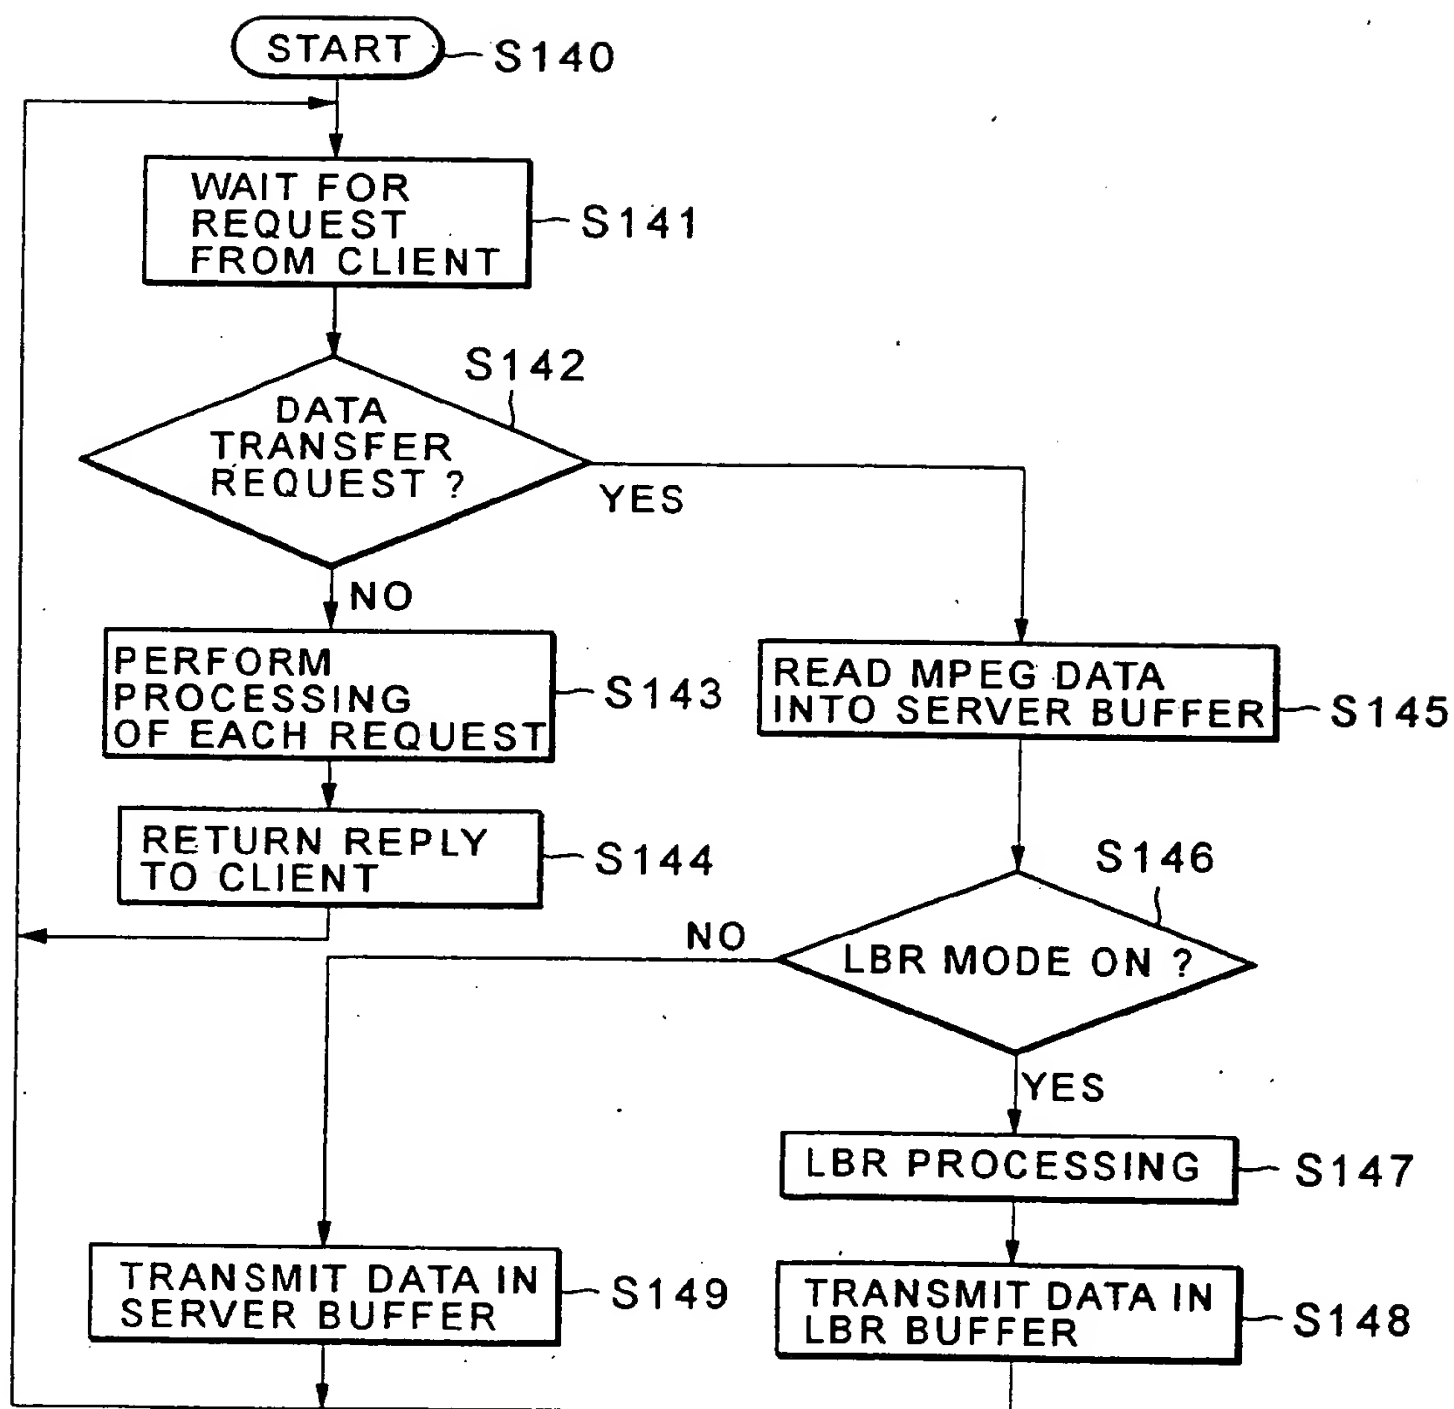 START
S140
WAIT FOR
REQUEST
FROM CLIENT
S141
S142
DATA
TRANSFER
REQUEST ?
YES
NO
PERFORM
PROCESSING
OF EACH REQUEST
S143
READ MPEG DATA
INTO SERVER BUFFER
S145
RETURN REPLY
TO CLIENT
S144
S146
NO
LBR MODE ON ?
YES
LBR PROCESSING
S147
TRANSMIT DATA IN
SERVER BUFFER
S149
TRANSMIT DATA IN
LBR BUFFER
S148